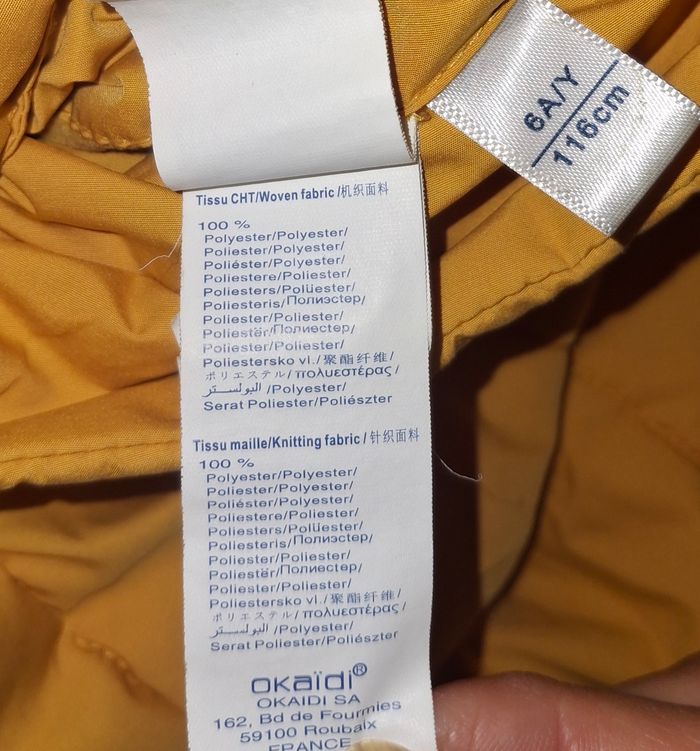 6A/Y
116cm
Tissu CHT/Woven fabric/机织面料
100 %
Polyester/Polyester/
Poliester/Poliester/
Poliéster/Polyester/
Poliestere/Poliester/
Poliesters/Polüester/
Poliesteris/Полиэстер/
Poliester/Poliester/
Poliestër/Полиестер/
Poliester/Poliester/
Poliestersko vl./聚酯纤维/
ポリエステル/πολυεστέρας/
البوليستر/Polyester/
Serat Poliester/Poliészter
Tissu maille/Knitting fabric/针织面料
100 %
Polyester/Polyester/
Poliester/Poliester/
Poliéster/Polyester/
Poliestere/Poliester/
Poliesters/Polüester/
Poliesteris/Полиэстер/
Poliester/Poliester/
Poliestër/Полиестер/
Poliester/Poliester/
Poliestersko vl./聚酯纤维/
ポリエステル/πολυεστέρας/
البوليستر/Polyester/
Serat Poliester/Poliészter
okaïdi®
OKAIDI SA
162, Bd de Fourmies
59100 Roubaix
FRANCE